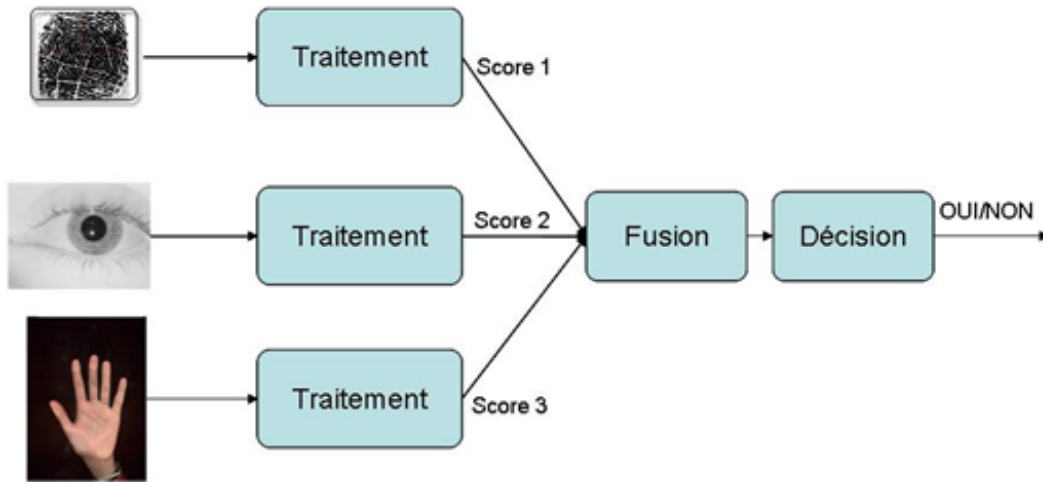 Traitement
Score 1
Traitement
Score 2
Fusion
Décision
OUI/NON
Traitement
Score 3